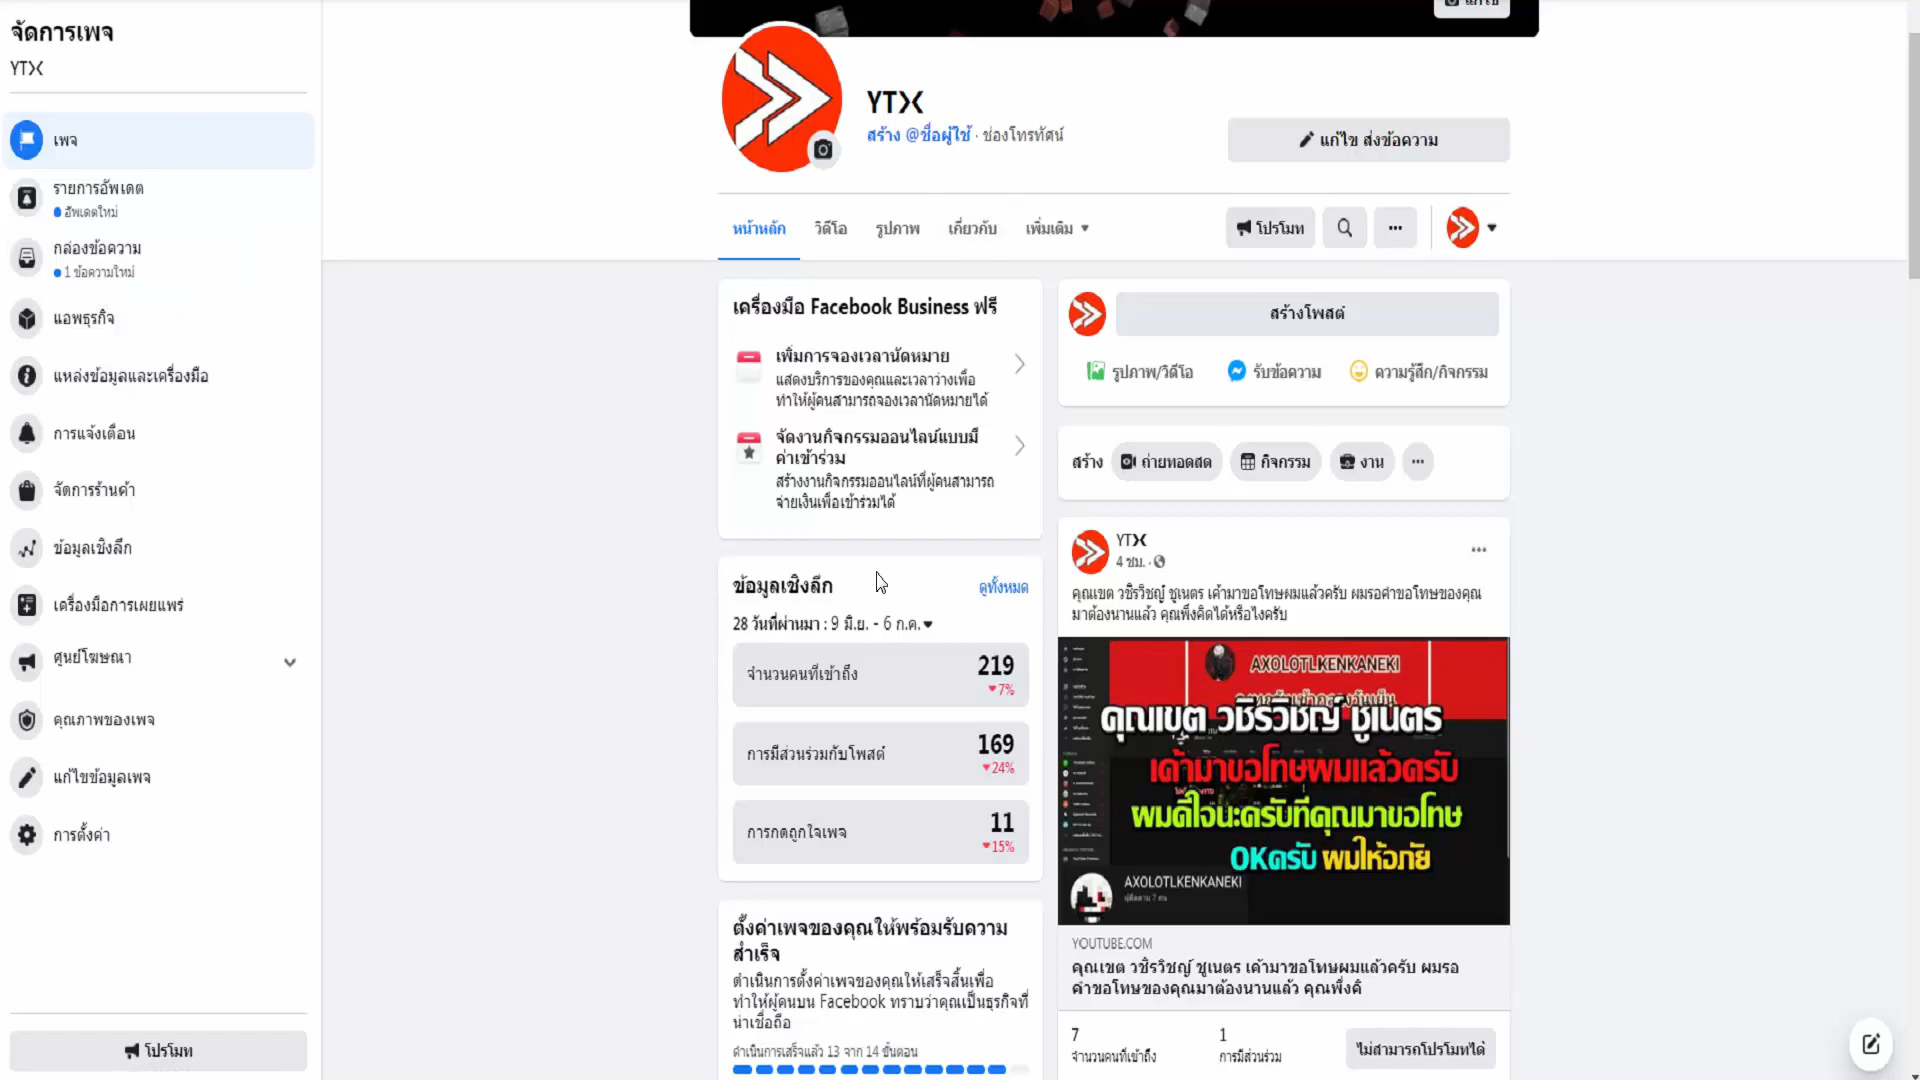 จัดการเพจ
YTX
เพจ
รายการอัพเดต
อัพเดตใหม่
กล่องข้อความ
1 ข้อความใหม่
แอพธุรกิจ
แหล่งข้อมูลและเครื่องมือ
การแจ้งเตือน
จัดการร้านค้า
ข้อมูลเชิงลึก
เครื่องมือการเผยแพร่
ศูนย์โฆษณา
คุณภาพของเพจ
แก้ไขข้อมูลเพจ
การตั้งค่า
โปรโมท
แก้ไข
YTX
สร้าง @ชื่อผู้ใช้ · ช่องโทรทัศน์
แก้ไข ส่งข้อความ
หน้าหลัก วิดีโอ รูปภาพ เกี่ยวกับ เพิ่มเติม
โปรโมท
เครื่องมือ Facebook Business ฟรี
เพิ่มการจองเวลานัดหมาย
แสดงบริการของคุณและเวลาว่างเพื่อ
ทำให้ผู้คนสามารถจองเวลานัดหมายได้
จัดงานกิจกรรมออนไลน์แบบมี
ค่าเข้าร่วม
สร้างงานกิจกรรมออนไลน์ที่ผู้คนสามารถ
จ่ายเงินเพื่อเข้าร่วมได้
ข้อมูลเชิงลึก ดูทั้งหมด
28 วันที่ผ่านมา : 9 มิ.ย. - 6 ก.ค.
จำนวนคนที่เข้าถึง 219
7%
การมีส่วนร่วมกับโพสต์ 169
24%
การกดถูกใจเพจ 11
15%
ตั้งค่าเพจของคุณให้พร้อมรับความ
สำเร็จ
ดำเนินการตั้งค่าเพจของคุณให้เสร็จสิ้นเพื่อ
ทำให้ผู้คนบน Facebook ทราบว่าคุณเป็นธุรกิจที่
น่าเชื่อถือ
ดำเนินการเสร็จแล้ว 13 จาก 14 ขั้นตอน
สร้างโพสต์
รูปภาพ/วิดีโอ รับข้อความ ความรู้สึก/กิจกรรม
สร้าง ถ่ายทอดสด กิจกรรม งาน
YTX
4 ชม. ·
คุณเขต วชิรวิชญ์ ชูเนตร เค้ามาขอโทษผมแล้วครับ ผมรอคำขอโทษของคุณ
มาต้องนานแล้ว คุณพึ่งคิดได้หรือไงครับ
AXOLOTLKENKANEKI
คุณเขต วชิรวิชญ์ ชูเนตร
เค้ามาขอโทษผมแล้วครับ
ผมดีใจนะครับที่คุณมาขอโทษ
OKครับ ผมให้อภัย
AXOLOTLKENKANEKI
ผู้ติดตาม 7 คน
YOUTUBE.COM
คุณเขต วชิรวิชญ์ ชูเนตร เค้ามาขอโทษผมแล้วครับ ผมรอ
คำขอโทษของคุณมาต้องนานแล้ว คุณพึ่งคิ
7 1
จำนวนคนที่เข้าถึง การมีส่วนร่วม ไม่สามารถโปรโมทได้